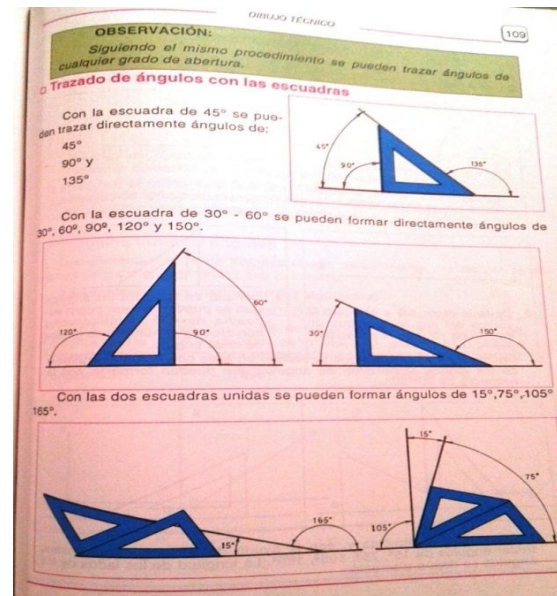 DIBUJO TÉCNICO
109
OBSERVACIÓN:
Siguiendo el mismo procedimiento se pueden trazar ángulos de
cualquier grado de abertura.
Trazado de ángulos con las escuadras
Con la escuadra de 45° se pue-
den trazar directamente ángulos de:
45°
90° y
135°
45°
90°
135°
Con la escuadra de 30° - 60° se pueden formar directamente ángulos de
30°, 60º, 90º, 120° y 150°.
120°
90°
60°
30°
150°
Con las dos escuadras unidas se pueden formar ángulos de 15°,75°,105°
165°.
15°
165°
105°
15°
75°